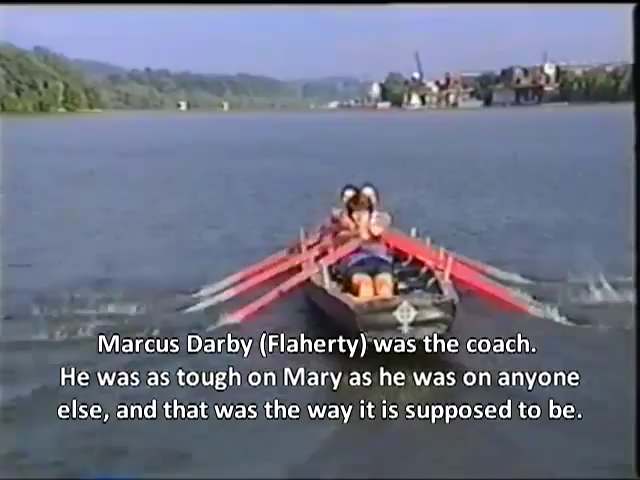 Marcus Darby (Flaherty) was the coach.
He was as tough on Mary as he was on anyone
else, and that was the way it is supposed to be.